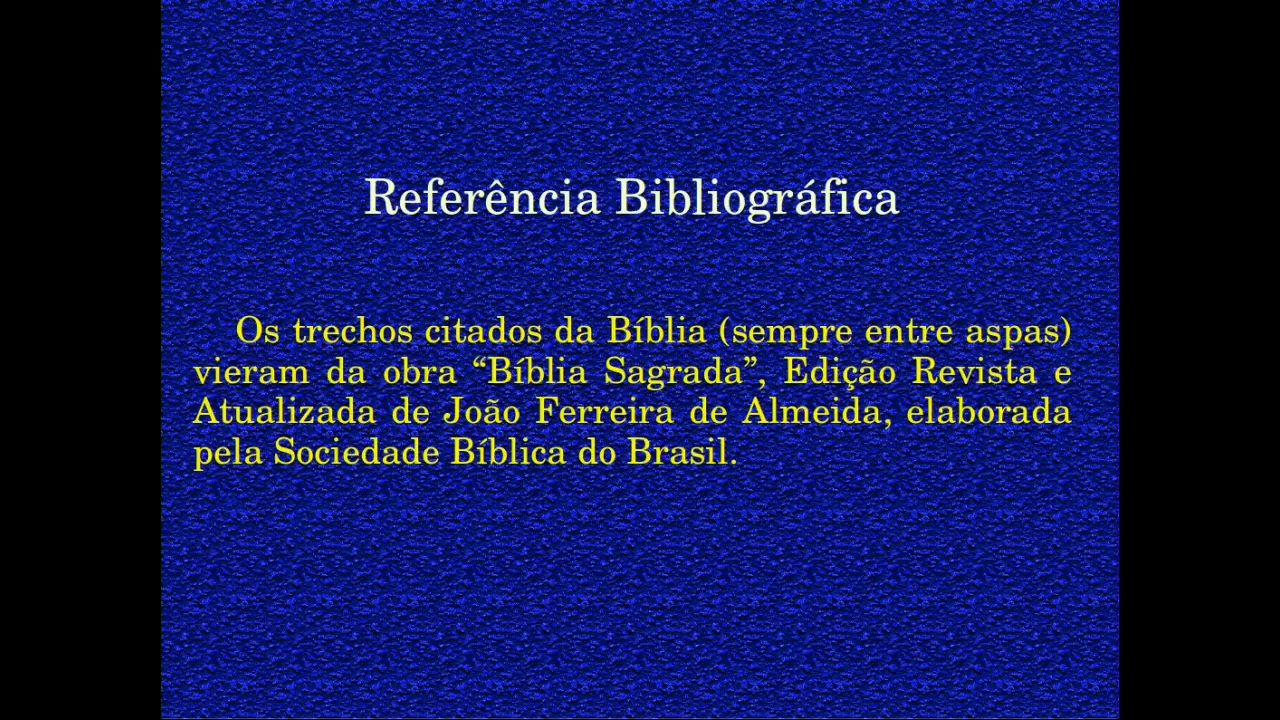 Referência Bibliográfica
Os trechos citados da Bíblia (sempre entre aspas)
vieram da obra “Bíblia Sagrada”, Edição Revista e
Atualizada de João Ferreira de Almeida, elaborada
pela Sociedade Bíblica do Brasil.